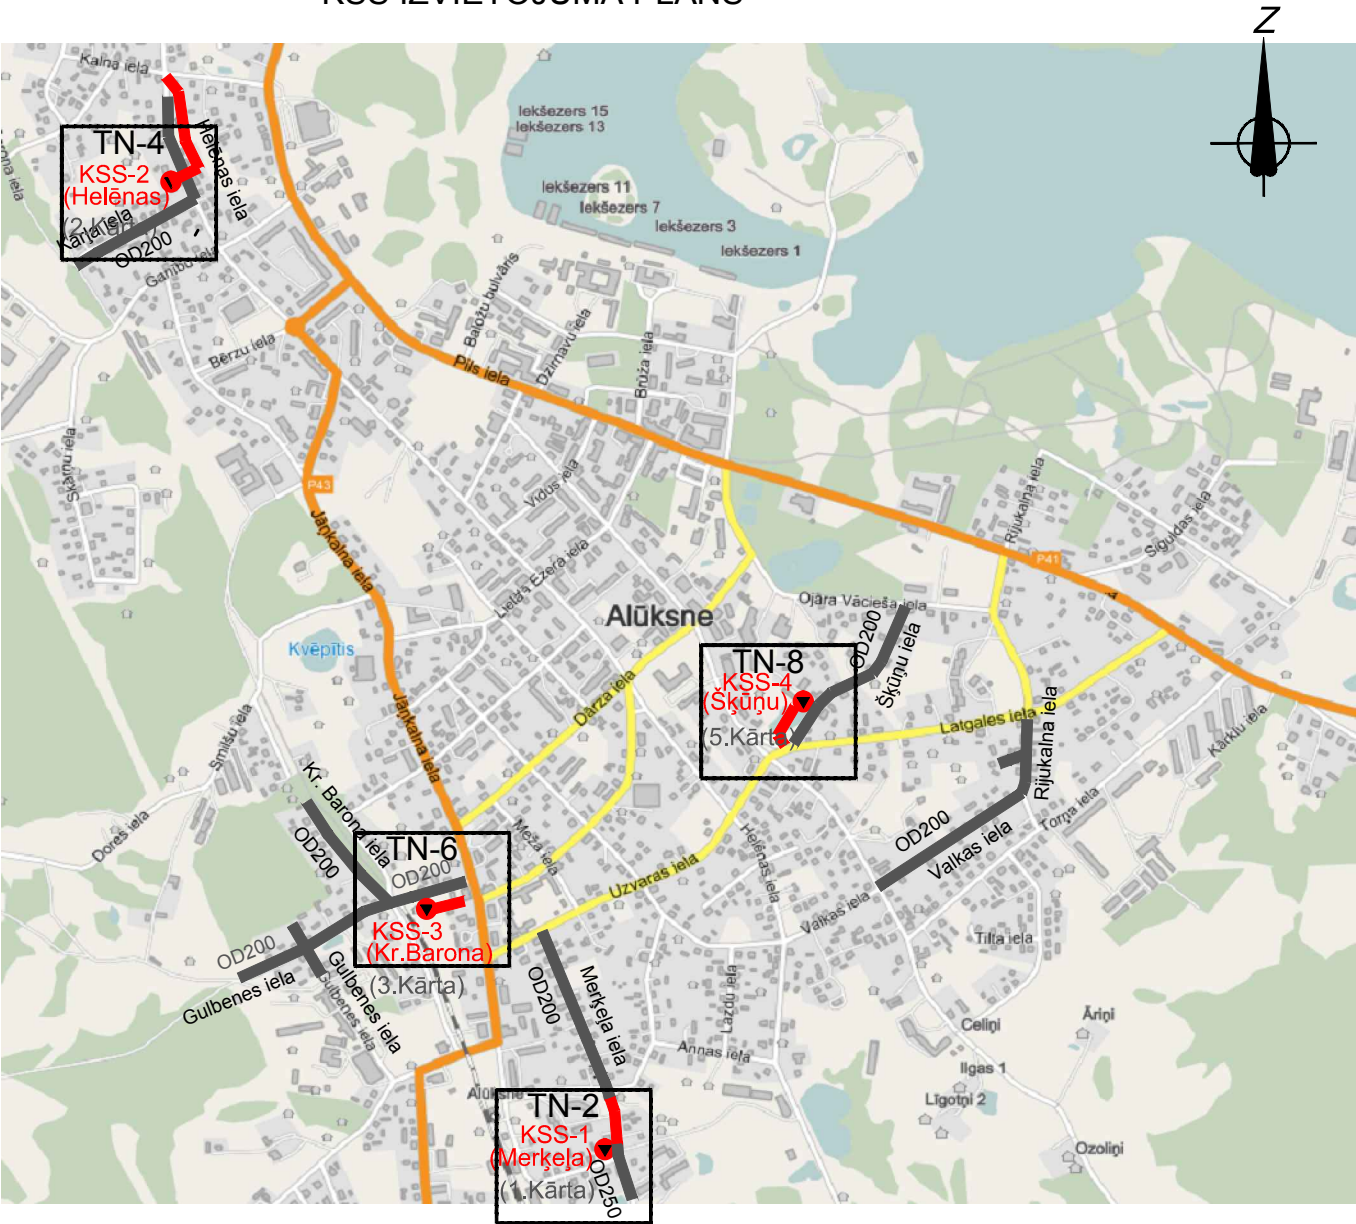 KSS IZVIETOJUMA PLĀNS
Z
Kalna iela
Iekšezers 15
Iekšezers 13
TN-4
Helēnas iela
KSS-2
(Helēnas)
(2.Kārta)
Kārļa iela
OD200
Ganību iela
Iekšezers 11
Iekšezers 7
Iekšezers 3
Iekšezers 1
Baložu bulvāris
Dzirnavu iela
Brūža iela
Bērzu iela
Pils iela
Skārņu iela
P43
Jāņkalna iela
Vidus iela
Lielā Ezera iela
Rijukalna iela
Siguldas iela
P41
Alūksne
Ojāra Vācieša iela
OD200
Šķūņu iela
Kvēpītis
TN-8
KSS-4
(Šķūņu)
(5.Kārta)
Dārza iela
Jāņkalna iela
Latgales iela
Rijukalna iela
Kārklu iela
Smilšu iela
Dores iela
Kr. Barona iela
OD200
TN-6
OD200
KSS-3
(Kr.Barona)
(3.Kārta)
Meža iela
Helēnas iela
Uzvaras iela
OD200
Valkas iela
Torņa iela
Valkas iela
Tilta iela
OD200
Gulbenes iela
Gulbenes iela
Gulbenes iela
OD200
Merķeļa iela
Lazdu iela
Annas iela
Celiņi
Āriņi
Ilgas 1
Līgotņi 2
Ozoliņi
Alūksne
TN-2
KSS-1
(Merķeļa)
(1.Kārta)
OD250